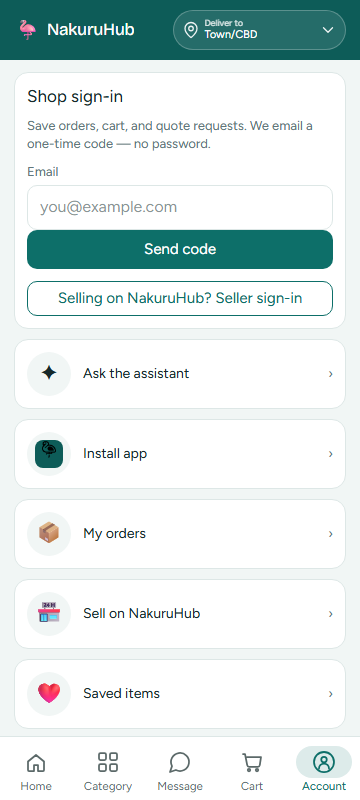 NakuruHub
Deliver to
Town/CBD
Shop sign-in
Save orders, cart, and quote requests. We email a
one-time code — no password.
Email
you@example.com
Send code
Selling on NakuruHub? Seller sign-in
Ask the assistant
Install app
My orders
Sell on NakuruHub
Saved items
Home
Category
Message
Cart
Account